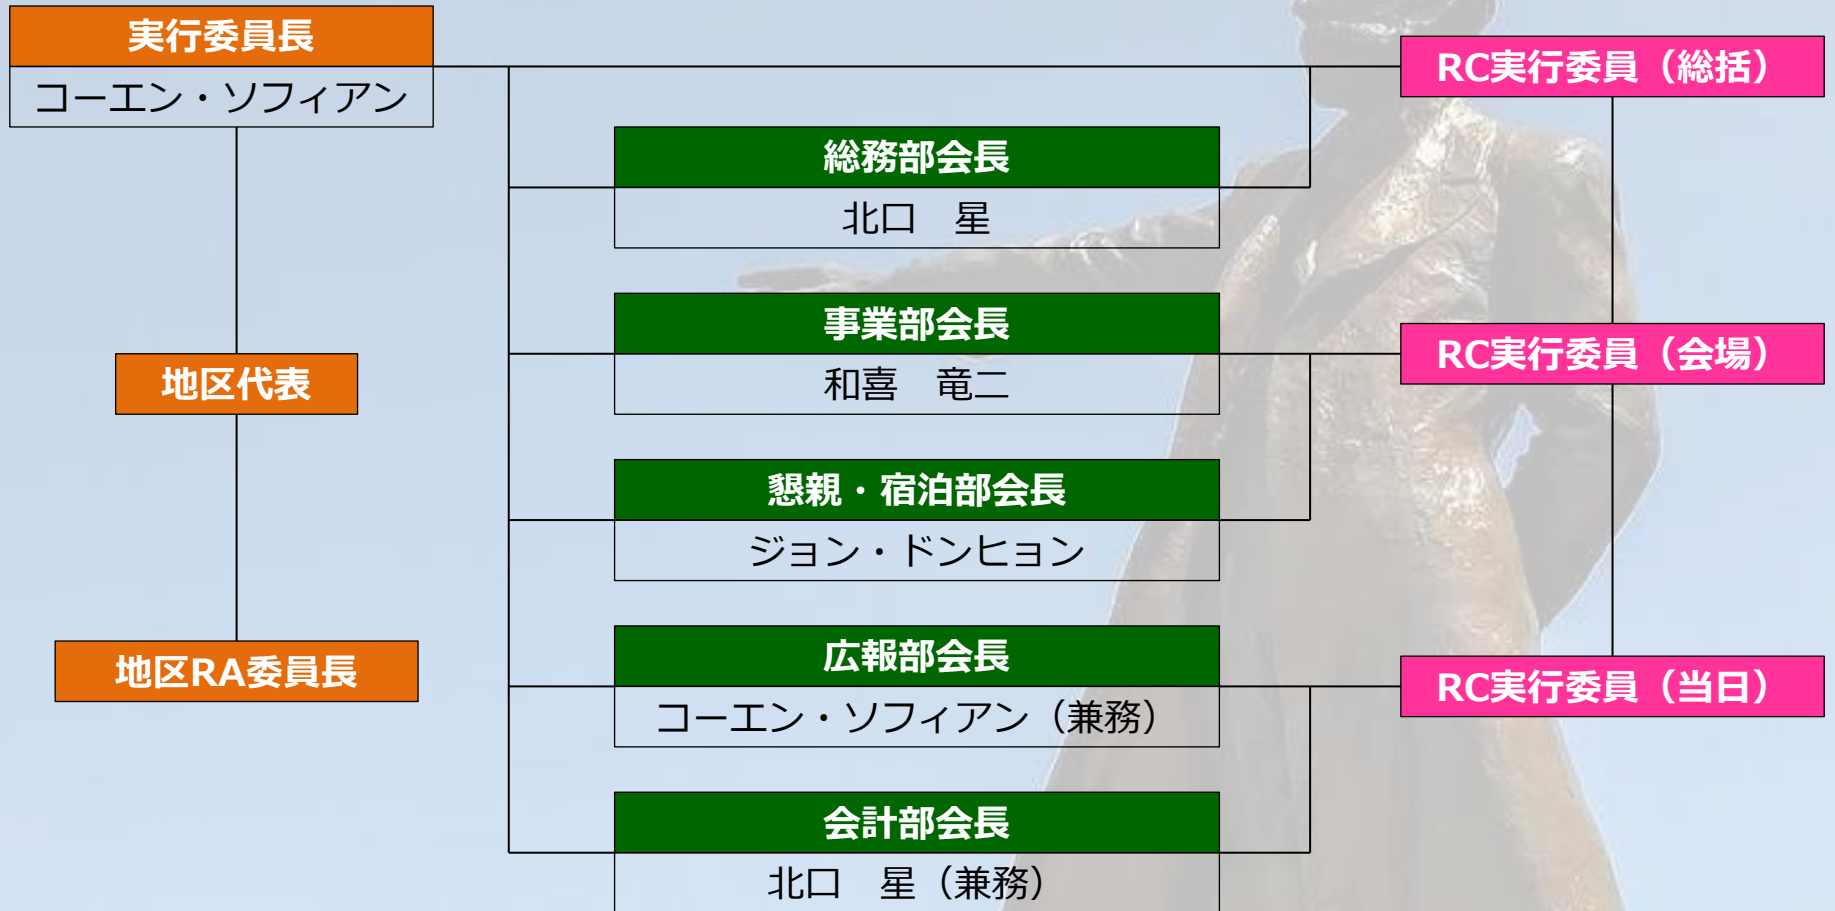 実行委員長
コーエン・ソフィアン
地区代表
地区RA委員長
総務部会長
北口　星
事業部会長
和喜　竜二
懇親・宿泊部会長
ジョン・ドンヒョン
広報部会長
コーエン・ソフィアン（兼務）
会計部会長
北口　星（兼務）
RC実行委員（総括）
RC実行委員（会場）
RC実行委員（当日）